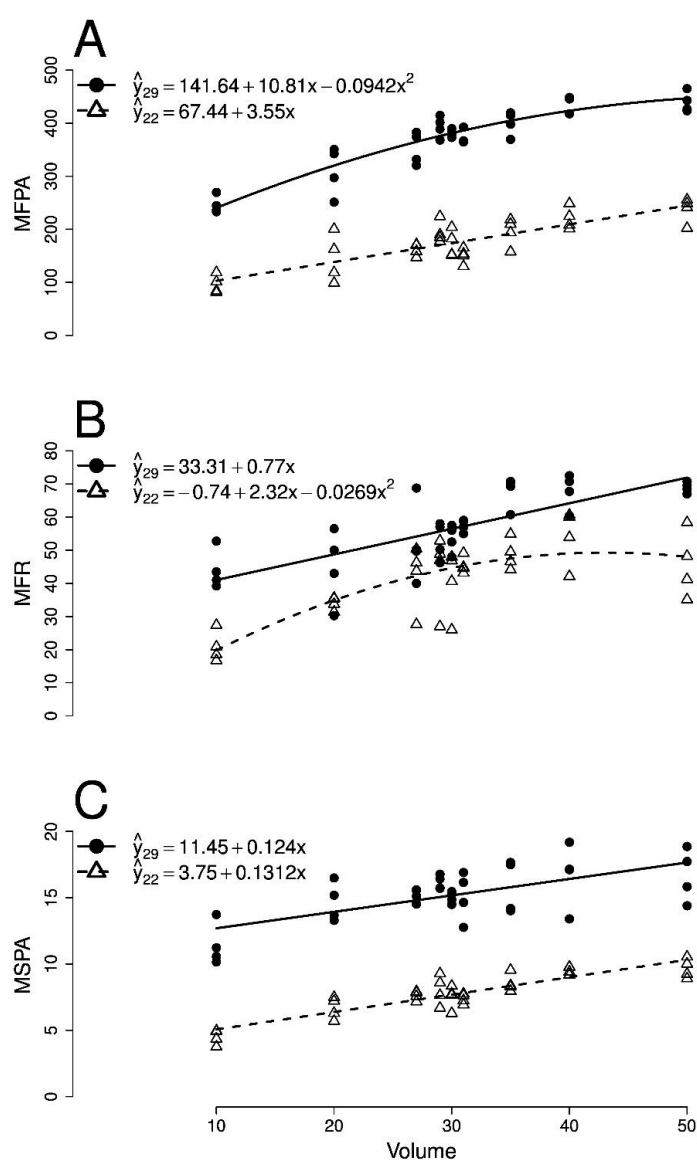 A
ŷ29 = 141.64 + 10.81x − 0.0942x²
ŷ22 = 67.44 + 3.55x
MFPA
0 100 200 300 400 500
B
ŷ29 = 33.31 + 0.77x
ŷ22 = −0.74 + 2.32x − 0.0269x²
MFR
0 10 20 30 40 50 60 70 80
C
ŷ29 = 11.45 + 0.124x
ŷ22 = 3.75 + 0.1312x
MSPA
0 5 10 15 20
10 20 30 40 50
Volume